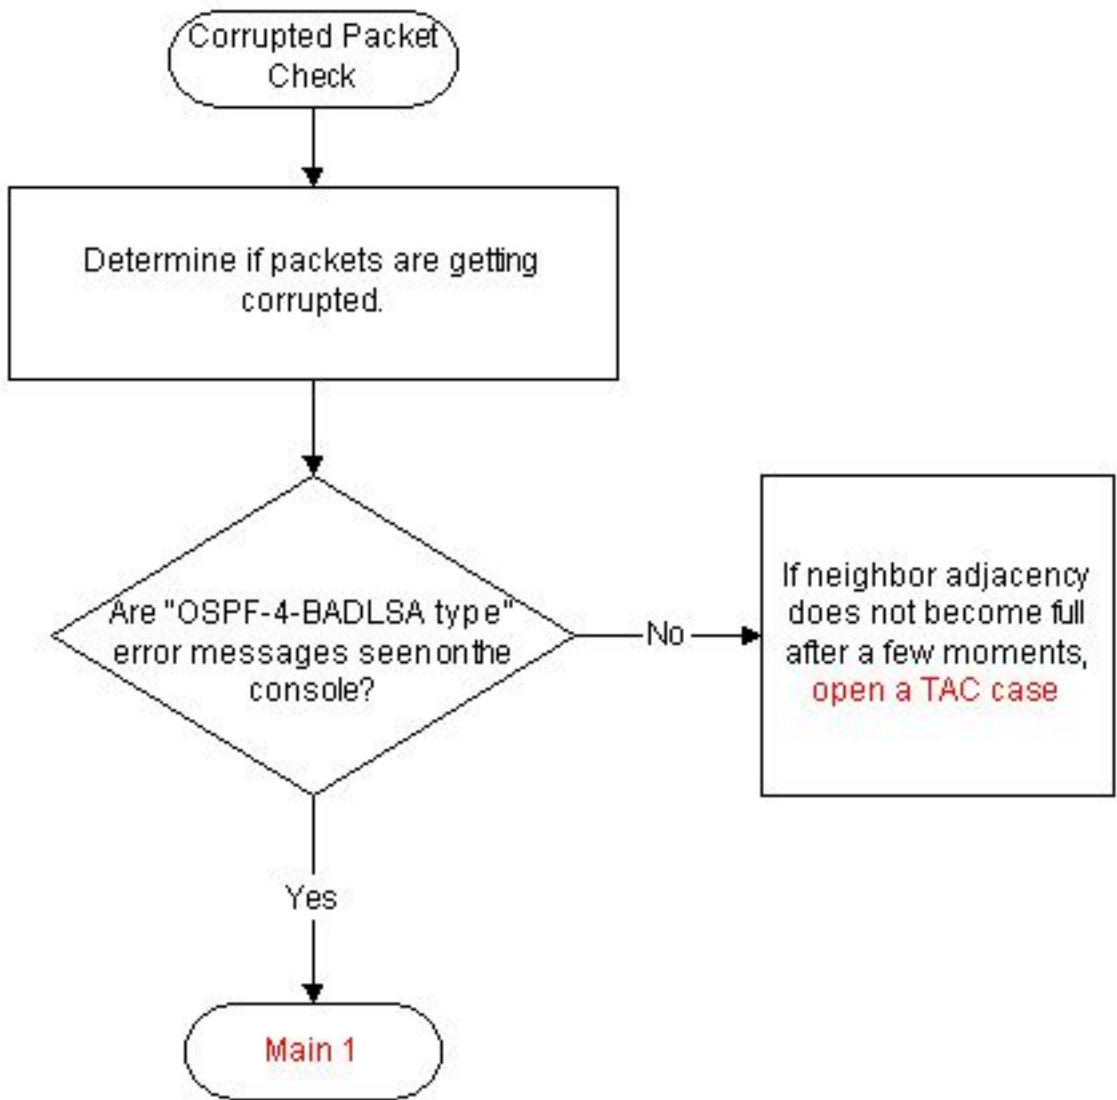 Corrupted Packet
Check
Determine if packets are getting
corrupted.
Are "OSPF-4-BADLSA type"
error messages seen on the
console?
No
If neighbor adjacency
does not become full
after a few moments,
open a TAC case
Yes
Main 1